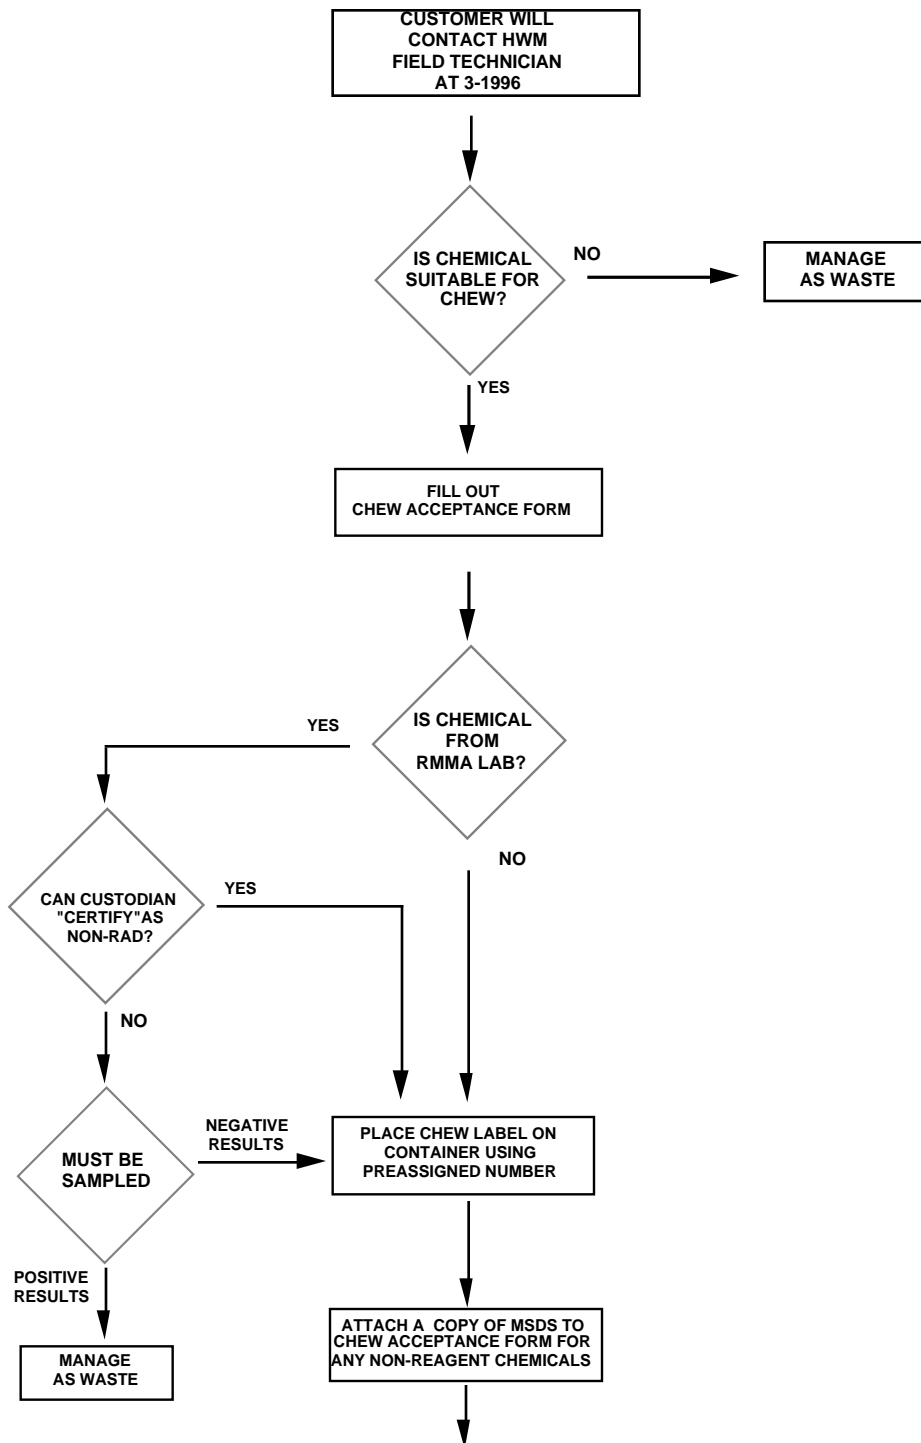 CUSTOMER WILL
CONTACT HWM
FIELD TECHNICIAN
AT 3-1996
IS CHEMICAL
SUITABLE FOR
CHEW?
NO
MANAGE
AS WASTE
YES
FILL OUT
CHEW ACCEPTANCE FORM
IS CHEMICAL
FROM
RMMA LAB?
YES
NO
CAN CUSTODIAN
"CERTIFY"AS
NON-RAD?
YES
NO
MUST BE
SAMPLED
NEGATIVE
RESULTS
PLACE CHEW LABEL ON
CONTAINER USING
PREASSIGNED NUMBER
POSITIVE
RESULTS
MANAGE
AS WASTE
ATTACH A COPY OF MSDS TO
CHEW ACCEPTANCE FORM FOR
ANY NON-REAGENT CHEMICALS